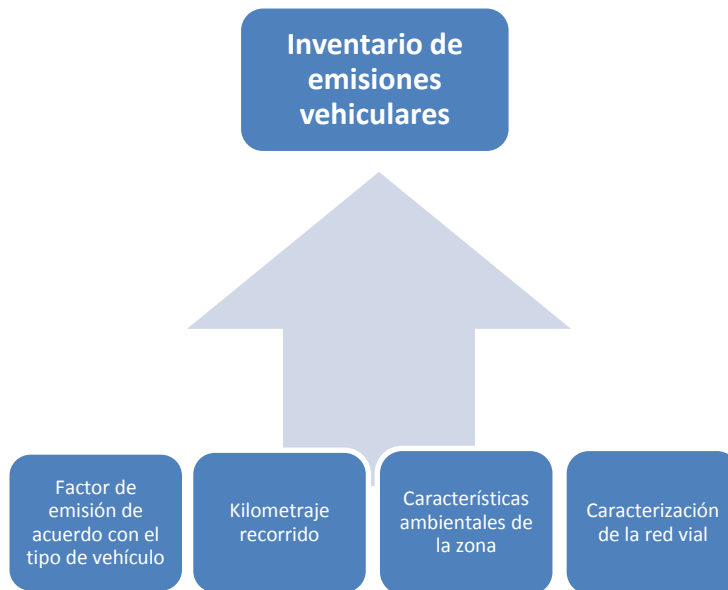 Inventario de
emisiones
vehiculares
Factor de
emisión de
acuerdo con el
tipo de vehículo
Kilometraje
recorrido
Características
ambientales de
la zona
Caracterización
de la red vial